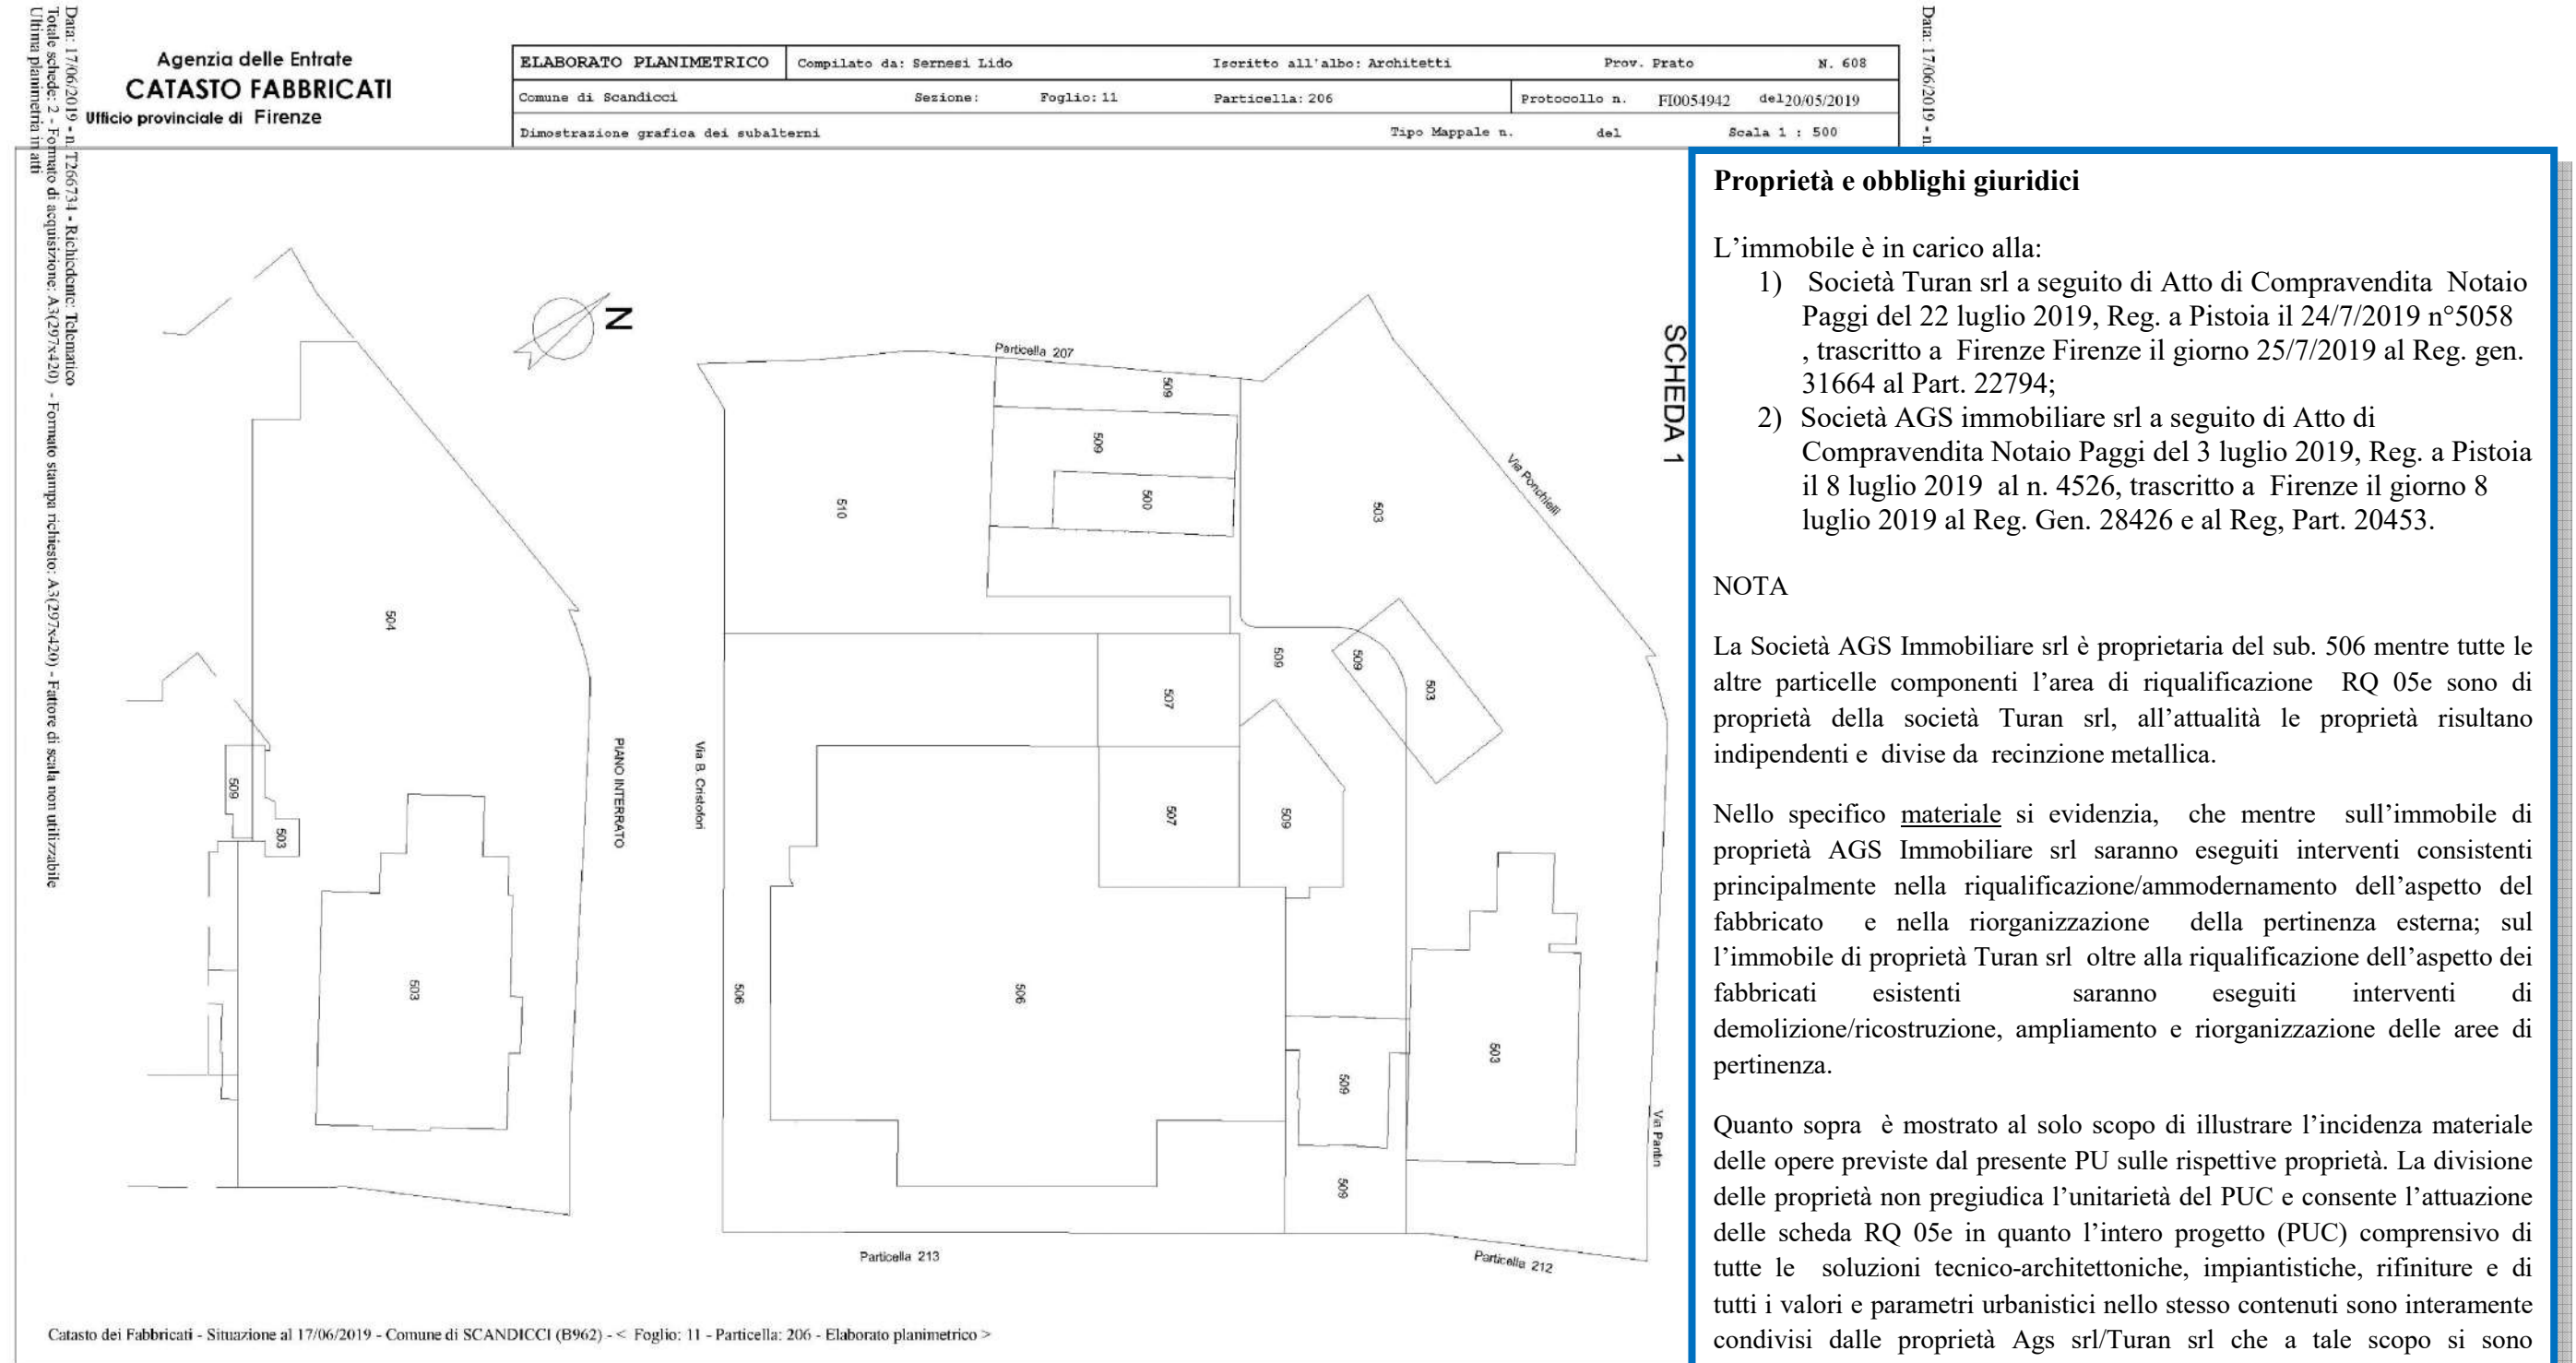 Data: 17/06/2019 - n. T266734 - Richiedente: Telematico
Totale schede: 2 - Formato di acquisizione: A3(297x420) - Formato stampa richiesto: A3(297x420) - Fattore di scala non utilizzabile
Ultima planimetria in atti
Agenzia delle Entrate
CATASTO FABBRICATI
Ufficio provinciale di Firenze
ELABORATO PLANIMETRICO
Compilato da: Sernesi Lido
Iscritto all'albo: Architetti
Prov. Prato
N. 608
Comune di Scandicci
Sezione:
Foglio: 11
Particella: 206
Protocollo n. FI0054942 del 20/05/2019
Dimostrazione grafica dei subalterni
Tipo Mappale n.
del
Scala 1 : 500
Data: 17/06/2019 - n.
N
SCHEDA 1
Particella 207
509
509
500
510
503
Via Ponchielli
504
509
509
503
507
507
509
PIANO INTERRATO
Via B. Cristofori
509
503
503
506
506
503
509
509
Via Pantin
Particella 213
Particella 212
Catasto dei Fabbricati - Situazione al 17/06/2019 - Comune di SCANDICCI (B962) - < Foglio: 11 - Particella: 206 - Elaborato planimetrico >
Proprietà e obblighi giuridici
L'immobile è in carico alla:
1) Società Turan srl a seguito di Atto di Compravendita Notaio
Paggi del 22 luglio 2019, Reg. a Pistoia il 24/7/2019 n°5058
, trascritto a Firenze Firenze il giorno 25/7/2019 al Reg. gen.
31664 al Part. 22794;
2) Società AGS immobiliare srl a seguito di Atto di
Compravendita Notaio Paggi del 3 luglio 2019, Reg. a Pistoia
il 8 luglio 2019 al n. 4526, trascritto a Firenze il giorno 8
luglio 2019 al Reg. Gen. 28426 e al Reg, Part. 20453.
NOTA
La Società AGS Immobiliare srl è proprietaria del sub. 506 mentre tutte le
altre particelle componenti l'area di riqualificazione RQ 05e sono di
proprietà della società Turan srl, all'attualità le proprietà risultano
indipendenti e divise da recinzione metallica.
Nello specifico materiale si evidenzia, che mentre sull'immobile di
proprietà AGS Immobiliare srl saranno eseguiti interventi consistenti
principalmente nella riqualificazione/ammodernamento dell'aspetto del
fabbricato e nella riorganizzazione della pertinenza esterna; sul
l'immobile di proprietà Turan srl oltre alla riqualificazione dell'aspetto dei
fabbricati esistenti saranno eseguiti interventi di
demolizione/ricostruzione, ampliamento e riorganizzazione delle aree di
pertinenza.
Quanto sopra è mostrato al solo scopo di illustrare l'incidenza materiale
delle opere previste dal presente PU sulle rispettive proprietà. La divisione
delle proprietà non pregiudica l'unitarietà del PUC e consente l'attuazione
delle scheda RQ 05e in quanto l'intero progetto (PUC) comprensivo di
tutte le soluzioni tecnico-architettoniche, impiantistiche, rifiniture e di
tutti i valori e parametri urbanistici nello stesso contenuti sono interamente
condivisi dalle proprietà Ags srl/Turan srl che a tale scopo si sono